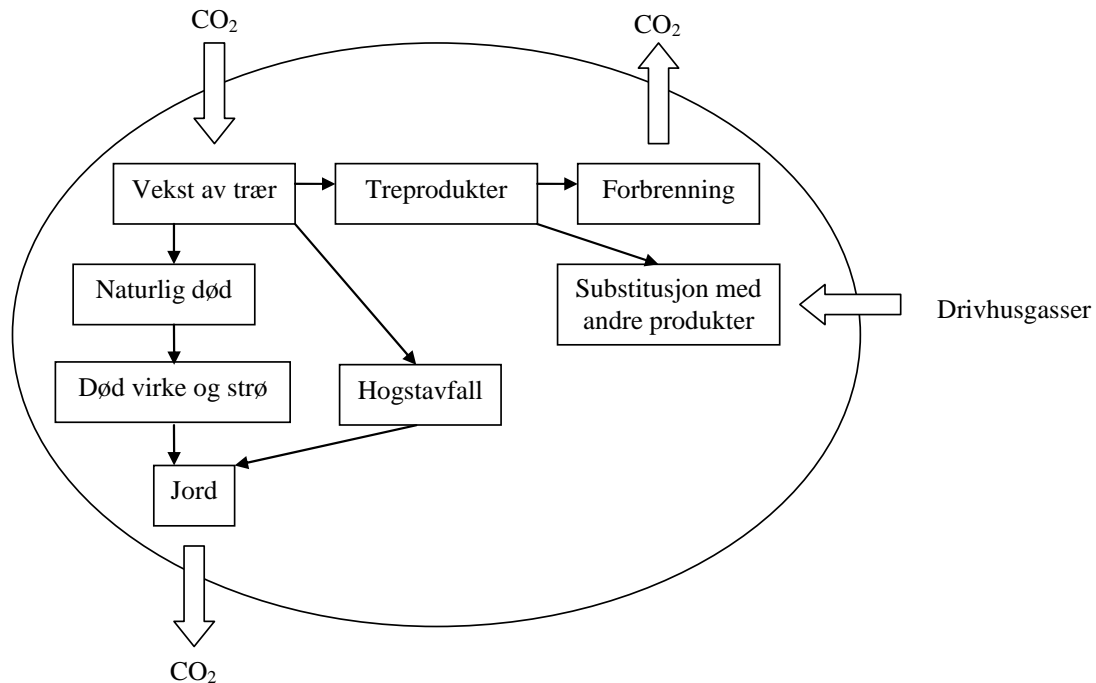 CO₂
CO₂
Vekst av trær
Treprodukter
Forbrenning
Naturlig død
Substitusjon med
andre produkter
Drivhusgasser
Død virke og strø
Hogstavfall
Jord
CO₂